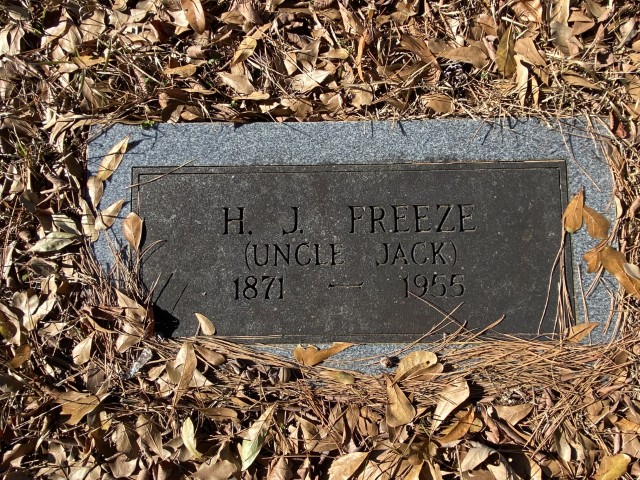 H. J. FREEZE
(UNCLE JACK)
1871 — 1955